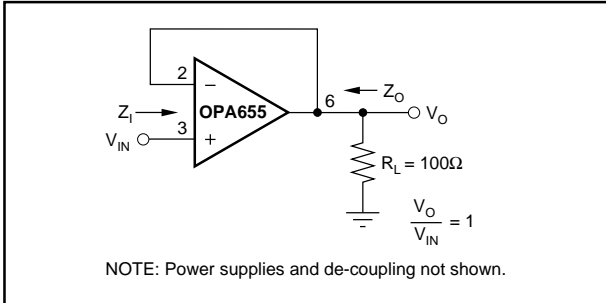 2
−
OPA655
3
+
6
Z_I
V_IN
Z_O
V_O
R_L = 100Ω
V_O
V_IN
= 1
NOTE: Power supplies and de-coupling not shown.